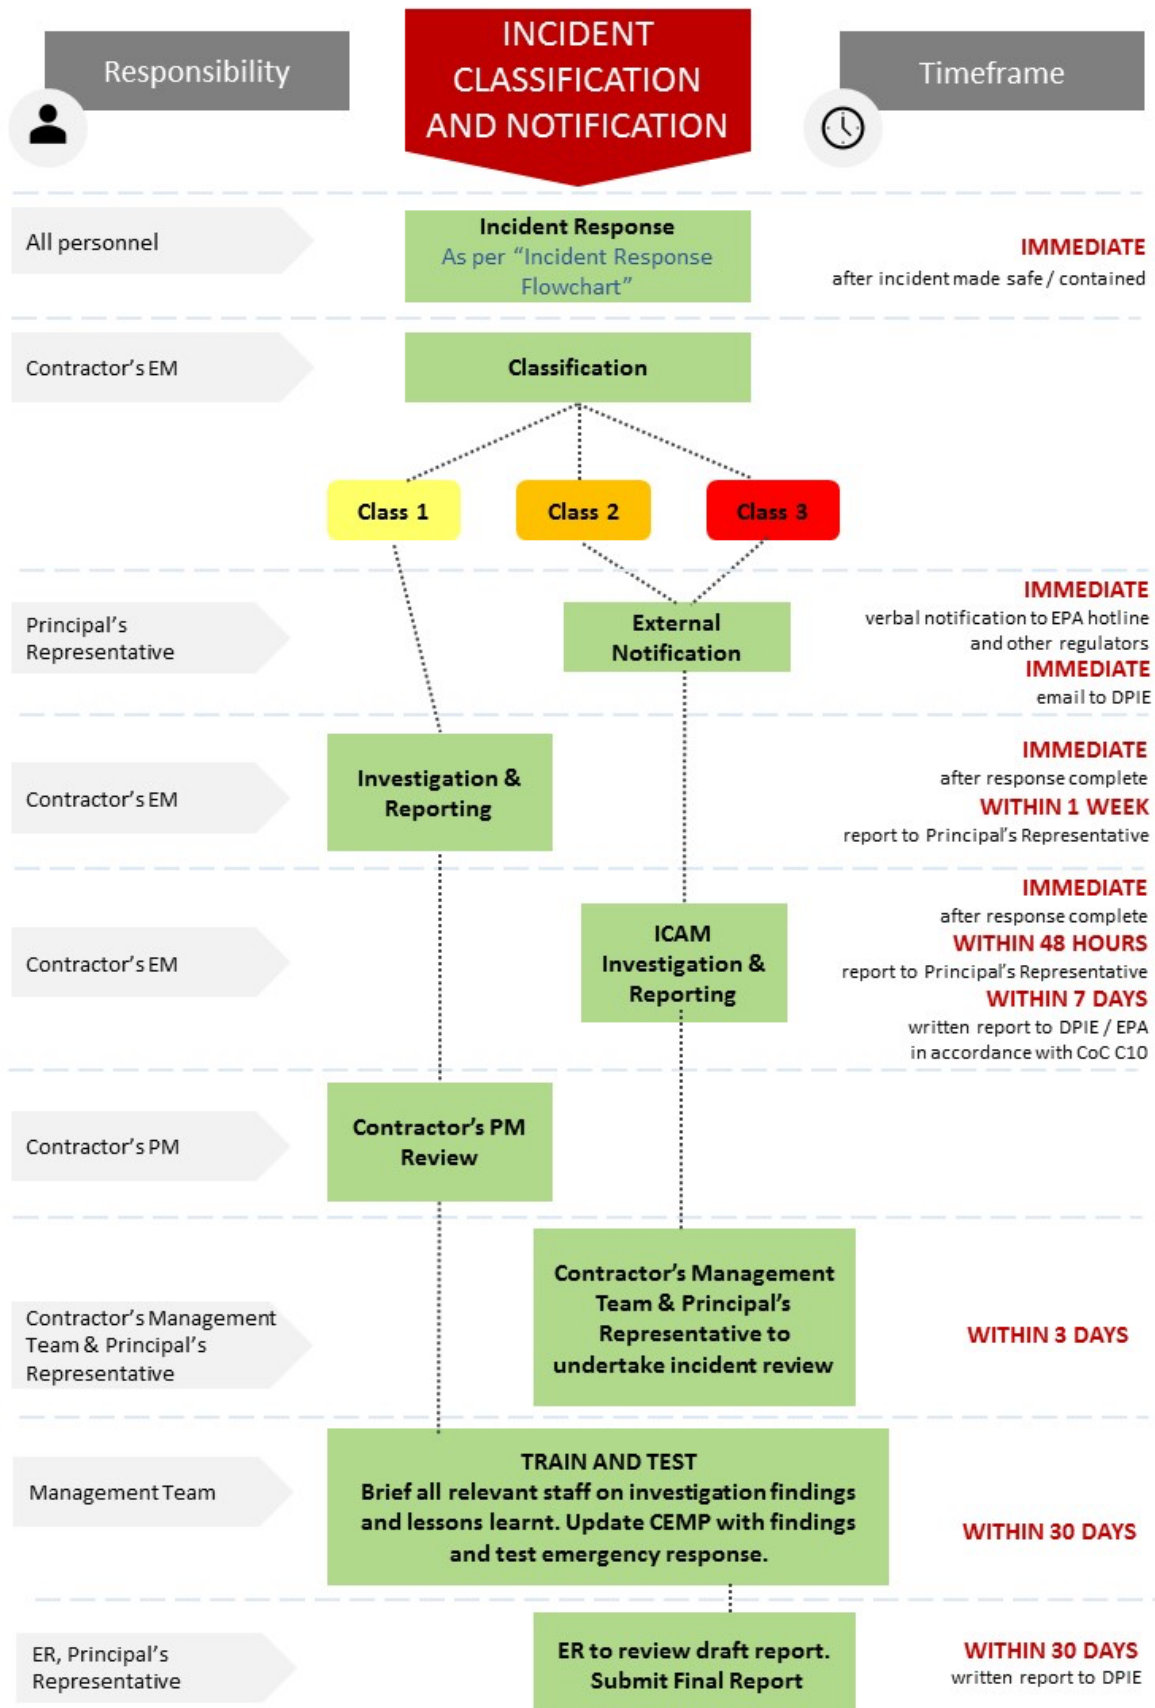 Responsibility
INCIDENT
CLASSIFICATION
AND NOTIFICATION
Timeframe
All personnel
Incident Response
As per “Incident Response
Flowchart”
IMMEDIATE
after incident made safe / contained
Contractor’s EM
Classification
Class 1
Class 2
Class 3
Principal’s
Representative
External
Notification
IMMEDIATE
verbal notification to EPA hotline
and other regulators
IMMEDIATE
email to DPIE
Contractor’s EM
Investigation &
Reporting
IMMEDIATE
after response complete
WITHIN 1 WEEK
report to Principal’s Representative
Contractor’s EM
ICAM
Investigation &
Reporting
IMMEDIATE
after response complete
WITHIN 48 HOURS
report to Principal’s Representative
WITHIN 7 DAYS
written report to DPIE / EPA
in accordance with CoC C10
Contractor’s PM
Contractor’s PM
Review
Contractor’s Management
Team & Principal’s
Representative
Contractor’s Management
Team & Principal’s
Representative to
undertake incident review
WITHIN 3 DAYS
Management Team
TRAIN AND TEST
Brief all relevant staff on investigation findings
and lessons learnt. Update CEMP with findings
and test emergency response.
WITHIN 30 DAYS
ER, Principal’s
Representative
ER to review draft report.
Submit Final Report
WITHIN 30 DAYS
written report to DPIE